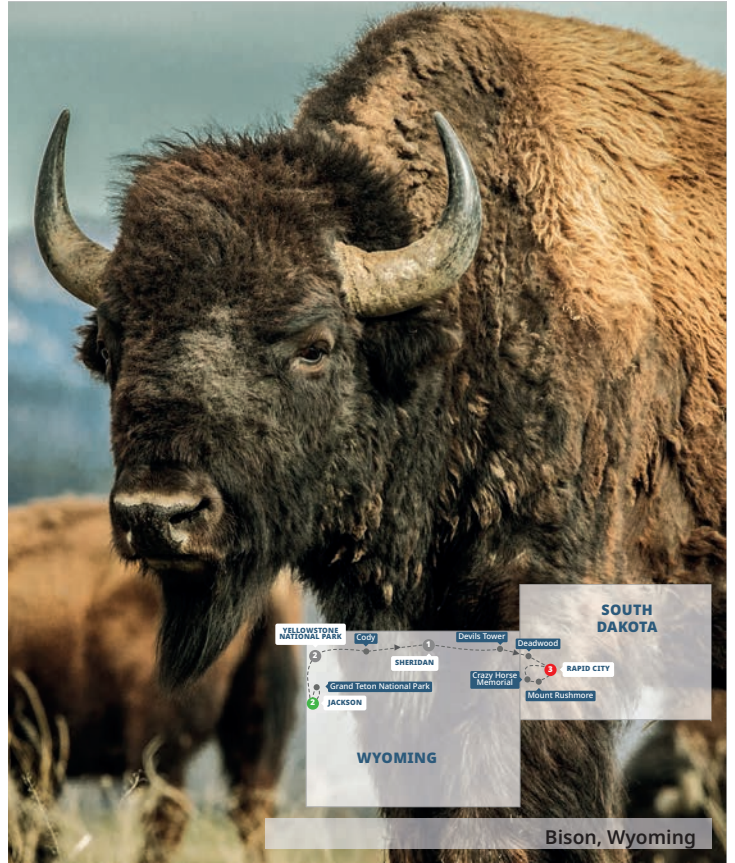 SOUTH
DAKOTA
YELLOWSTONE
NATIONAL PARK
Cody
1
Devils Tower
Deadwood
2
SHERIDAN
3
RAPID CITY
Crazy Horse
Memorial
Grand Teton National Park
Mount Rushmore
2
JACKSON
WYOMING
Bison, Wyoming